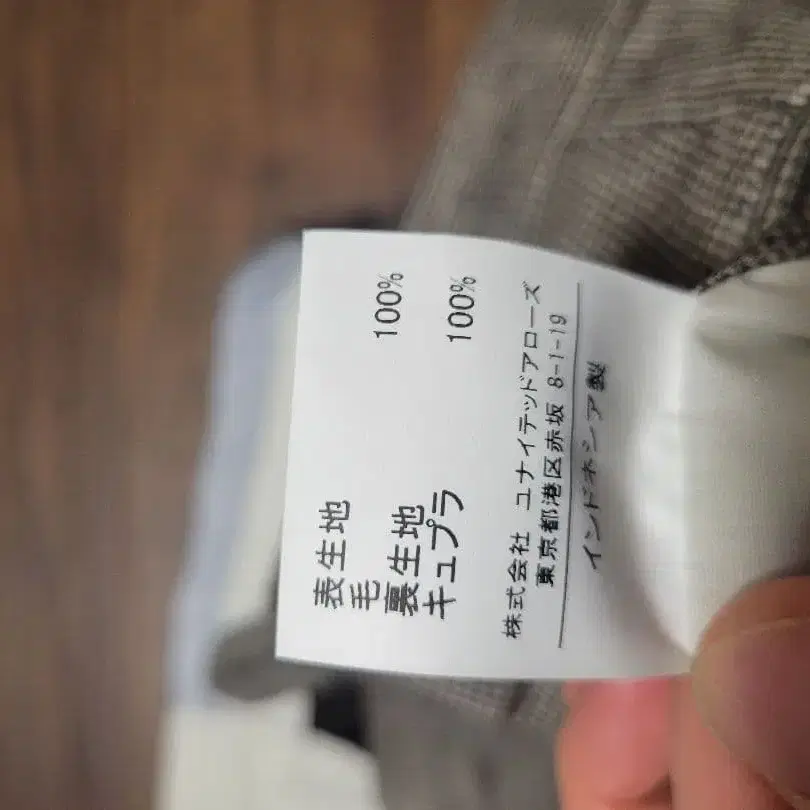 表生地
毛 100%
裏生地
キュプラ 100%
株式会社 ユナイテッドアローズ
東京都港区赤坂 8-1-19
インドネシア製